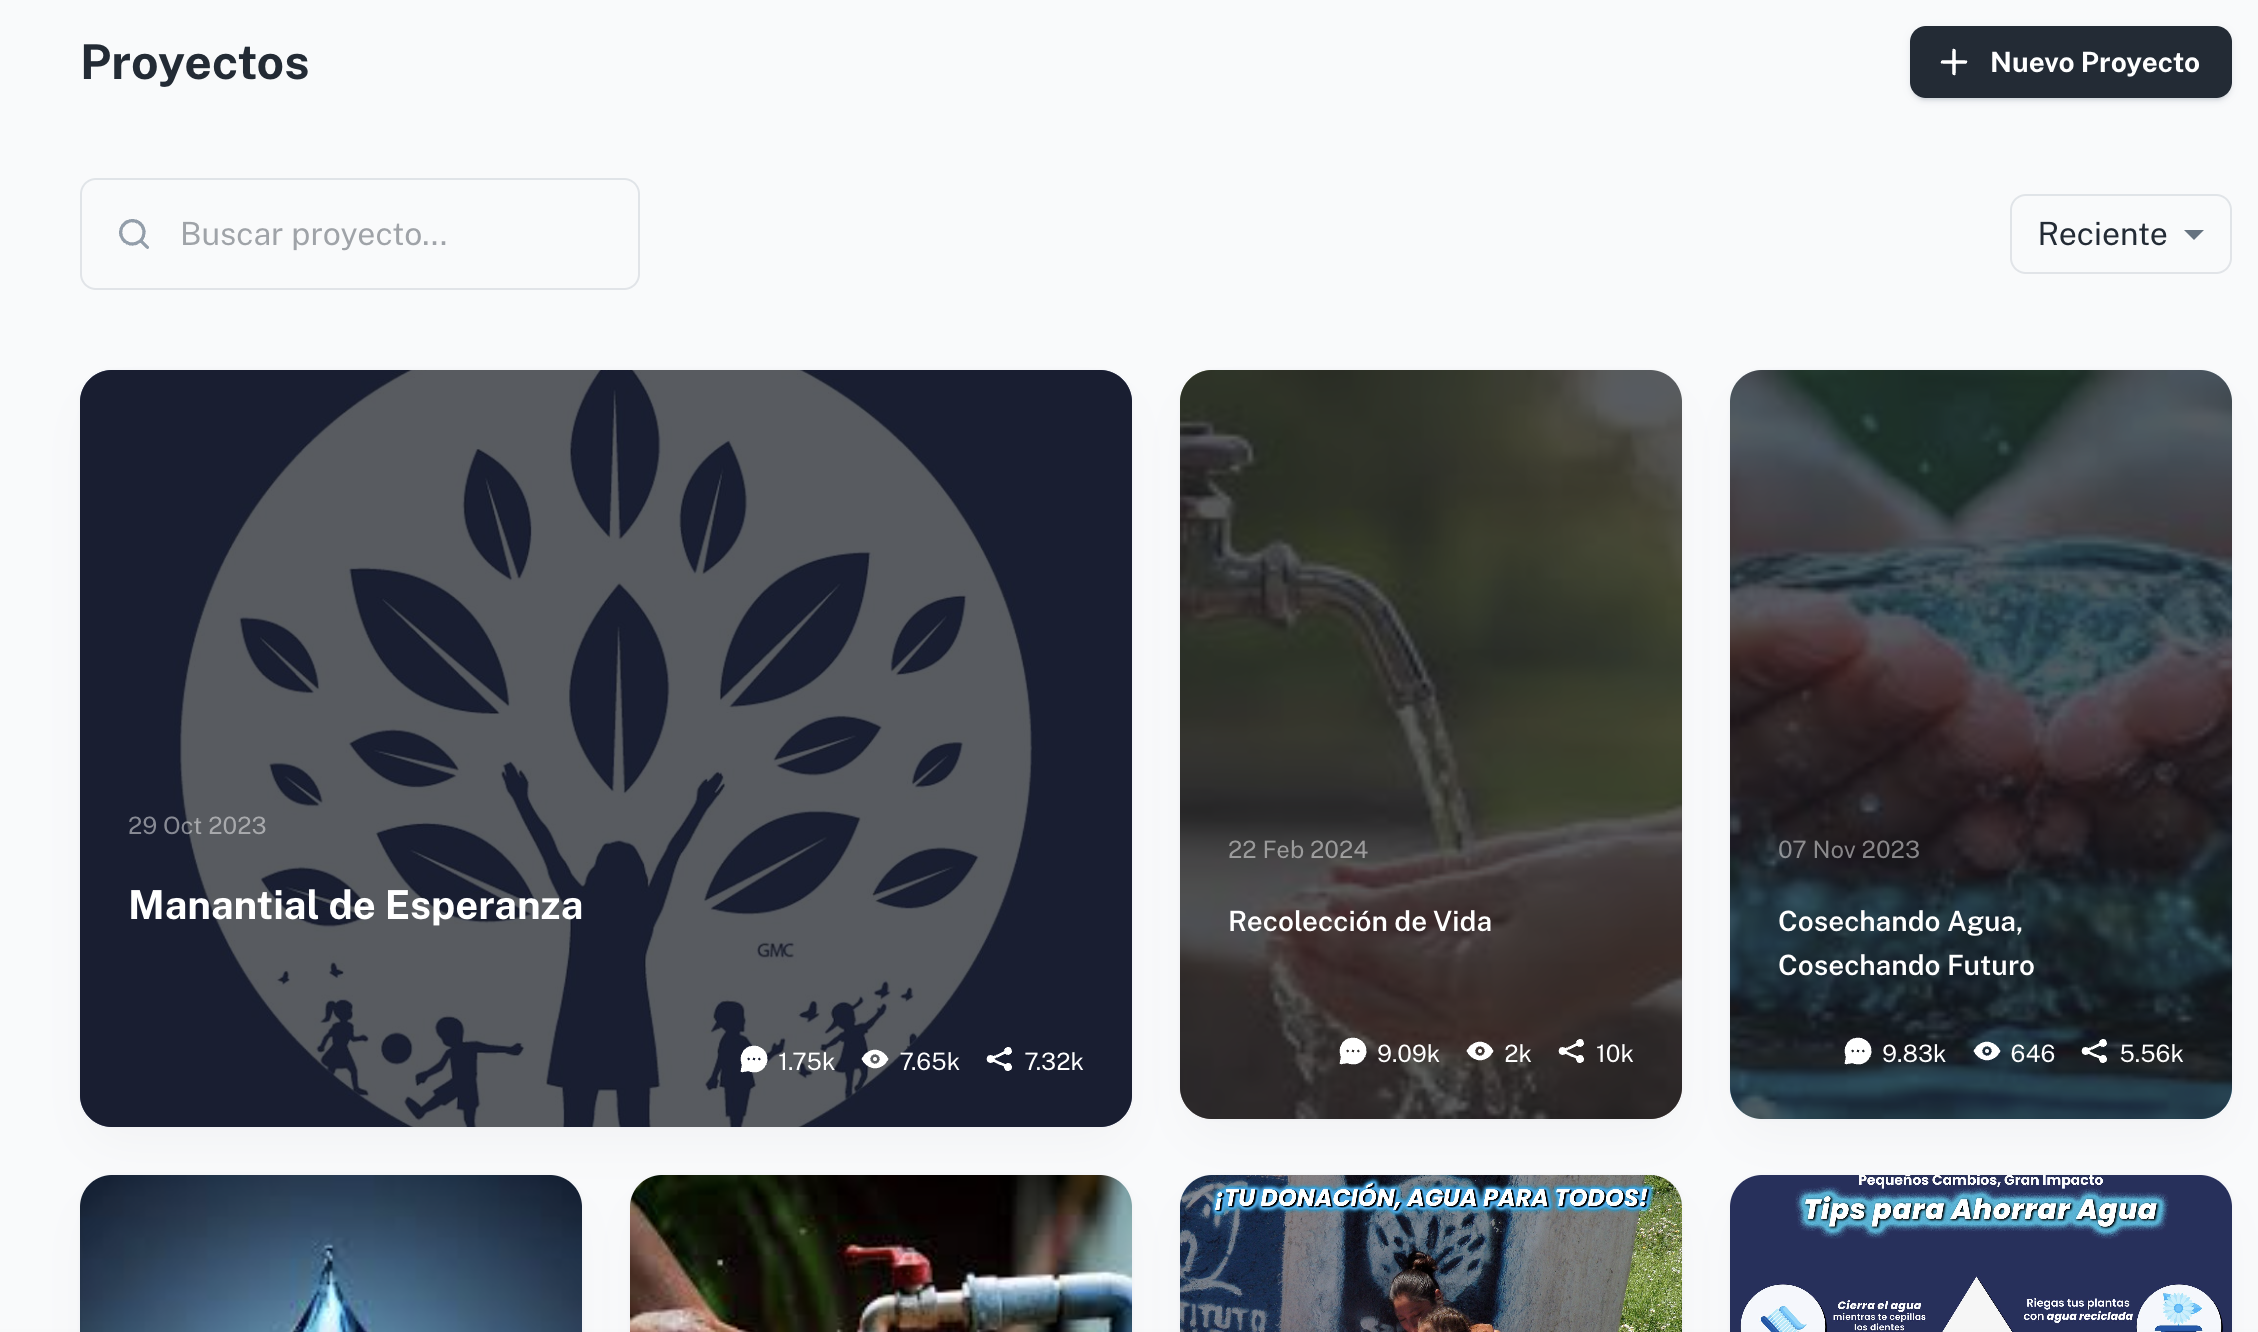 Proyectos
Nuevo Proyecto
Buscar proyecto...
Reciente
29 Oct 2023
Manantial de Esperanza
GMC
1.75k 7.65k 7.32k
22 Feb 2024
Recolección de Vida
9.09k 2k 10k
07 Nov 2023
Cosechando Agua,
Cosechando Futuro
9.83k 646 5.56k
¡TU DONACIÓN, AGUA PARA TODOS!
TITUTO
Pequeños Cambios, Gran Impacto
Tips para Ahorrar Agua
Cierra el agua
mientras te cepillas
los dientes
Riegas tus plantas
con agua reciclada